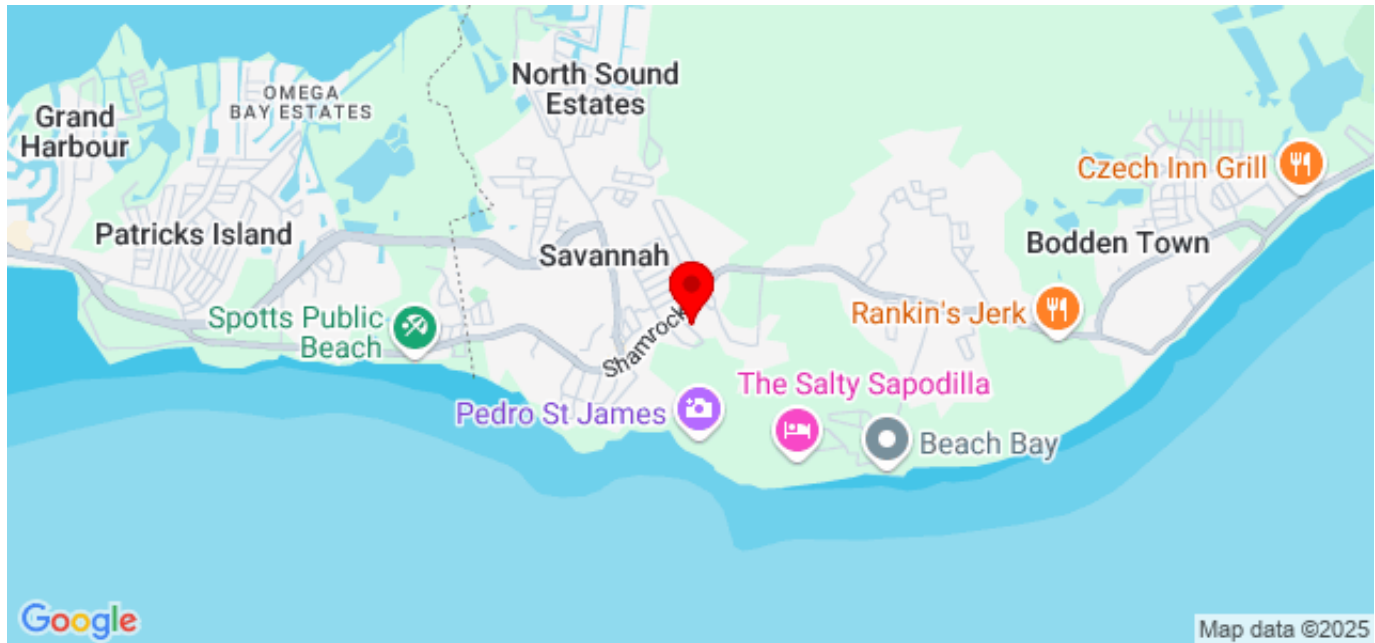 North Sound
Estates
OMEGA
BAY ESTATES
Grand
Harbour
Czech Inn Grill
Patricks Island
Savannah
Bodden Town
Spotts Public
Beach
Shamrock
Rankin's Jerk
The Salty Sapodilla
Pedro St James
Beach Bay
Google
Map data ©2025